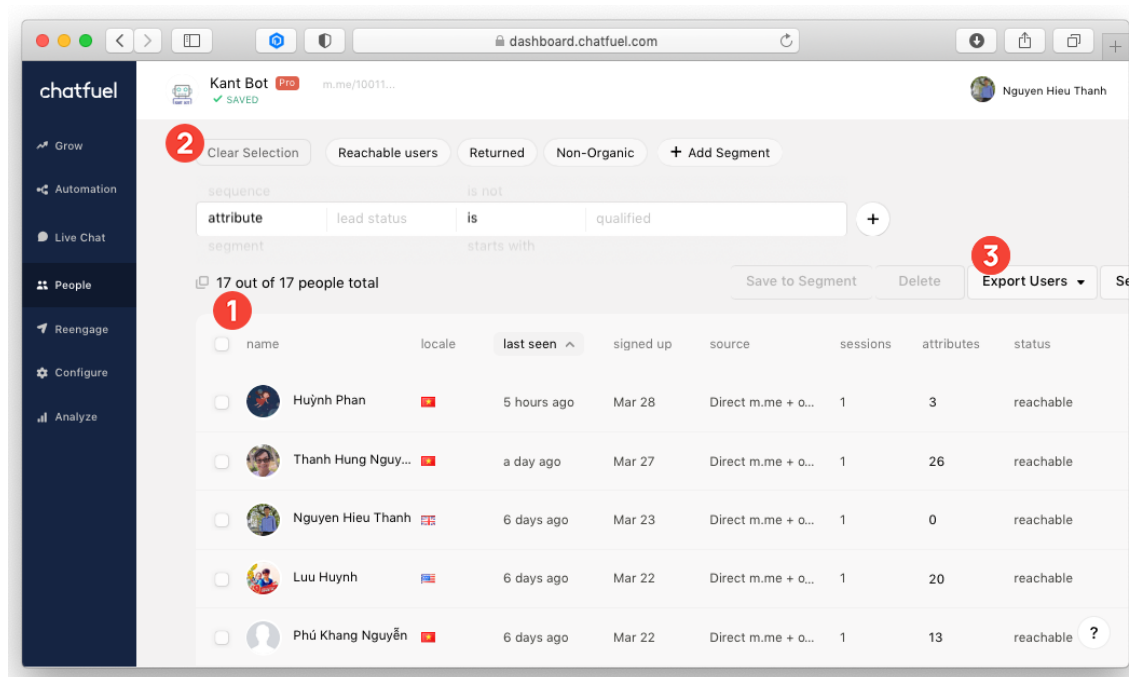 dashboard.chatfuel.com
chatfuel
Kant Bot Pro m.me/10011...
SAVED
Nguyen Hieu Thanh
Grow
Automation
Live Chat
People
Reengage
Configure
Analyze
2
Clear Selection Reachable users Returned Non-Organic + Add Segment
sequence is not
attribute lead status is qualified +
segment starts with
3
17 out of 17 people total Save to Segment Delete Export Users Se
1
name locale last seen signed up source sessions attributes status
Huỳnh Phan 5 hours ago Mar 28 Direct m.me + o... 1 3 reachable
Thanh Hung Nguy... a day ago Mar 27 Direct m.me + o... 1 26 reachable
Nguyen Hieu Thanh 6 days ago Mar 23 Direct m.me + o... 1 0 reachable
Luu Huynh 6 days ago Mar 22 Direct m.me + o... 1 20 reachable
Phú Khang Nguyễn 6 days ago Mar 22 Direct m.me + o... 1 13 reachable ?